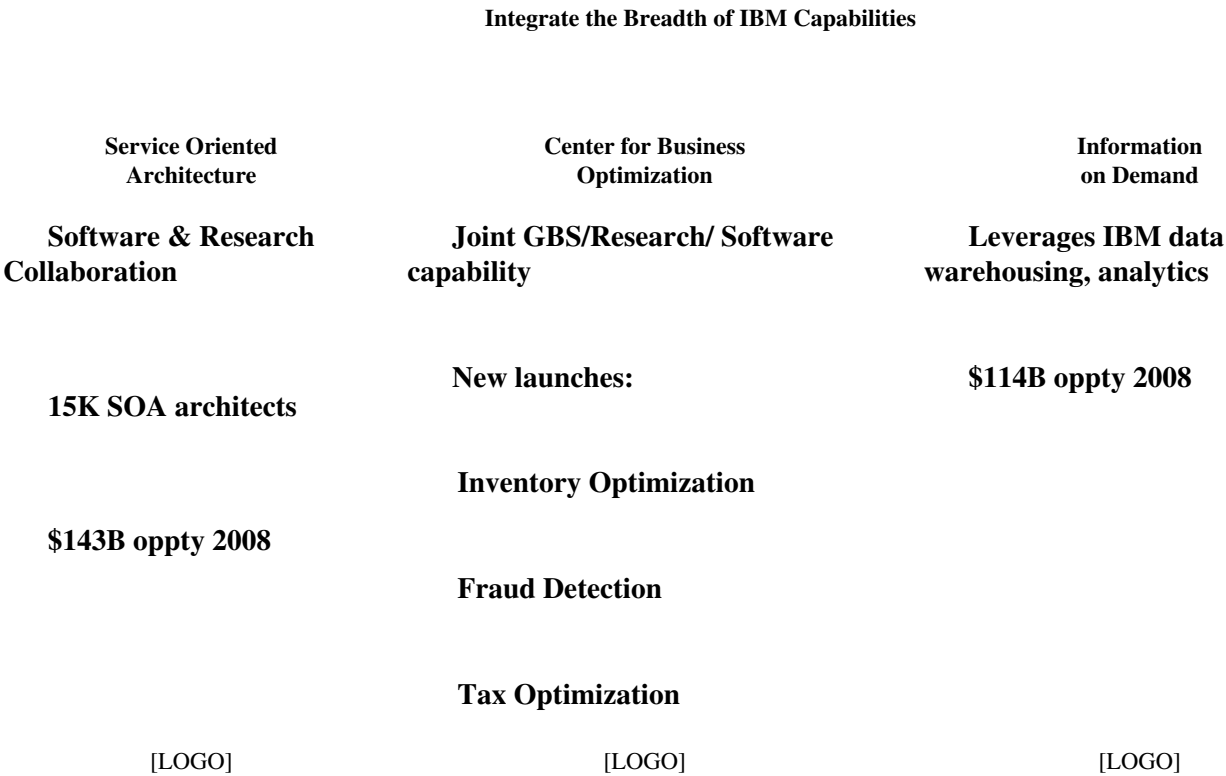 Integrate the Breadth of IBM Capabilities
Service Oriented
Architecture
Software & Research
Collaboration
15K SOA architects
$143B oppty 2008
[LOGO]
Center for Business
Optimization
Joint GBS/Research/ Software
capability
New launches:
Inventory Optimization
Fraud Detection
Tax Optimization
[LOGO]
Information
on Demand
Leverages IBM data
warehousing, analytics
$114B oppty 2008
[LOGO]